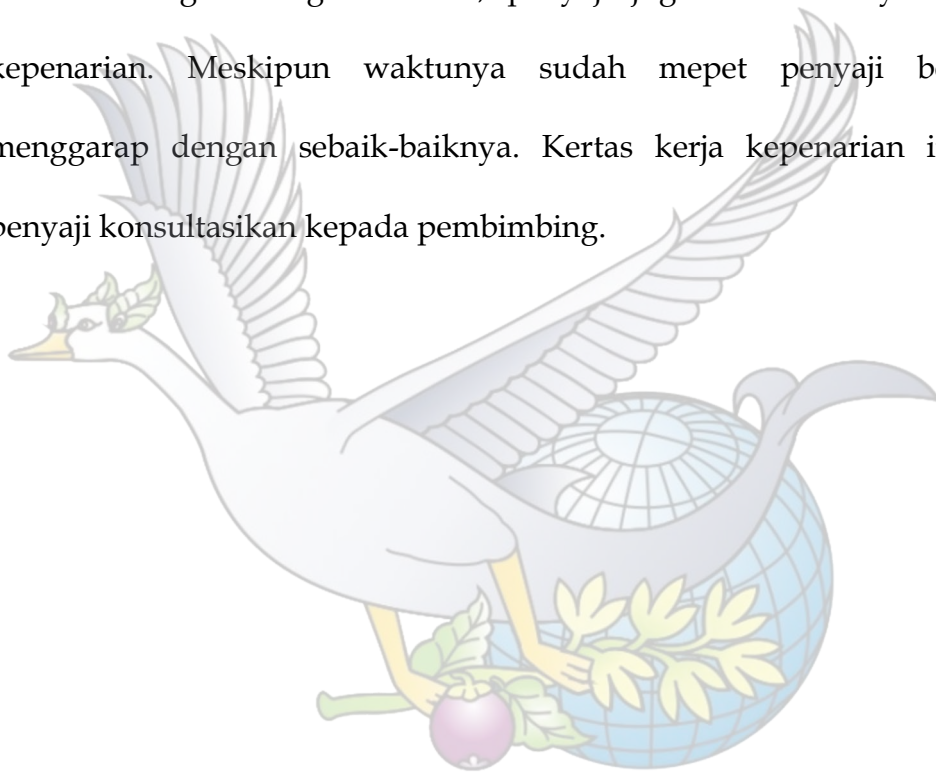 kepenarian. Meskipun waktunya sudah mepet penyaji
menggarap dengan sebaik-baiknya. Kertas kerja kepenarian
penyaji konsultasikan kepada pembimbing.